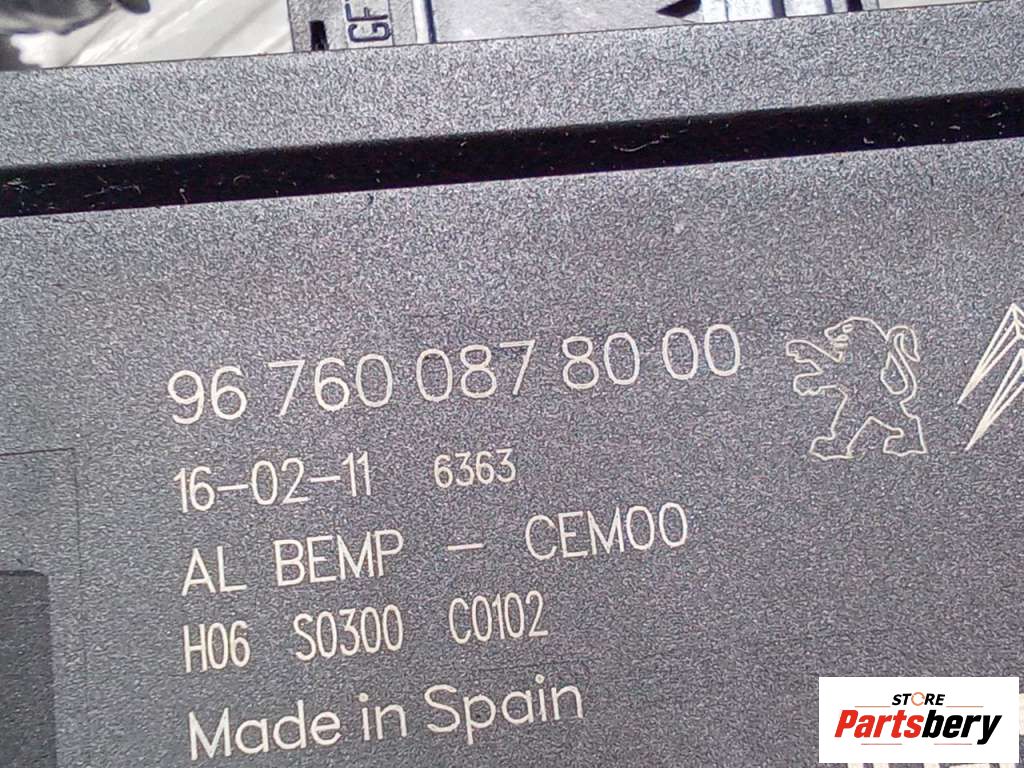 GF
96 760 087 80 00
16-02-11 6363
AL BEMP - CEM00
H06 S0300 C0102
Made in Spain
STORE
Partsbery